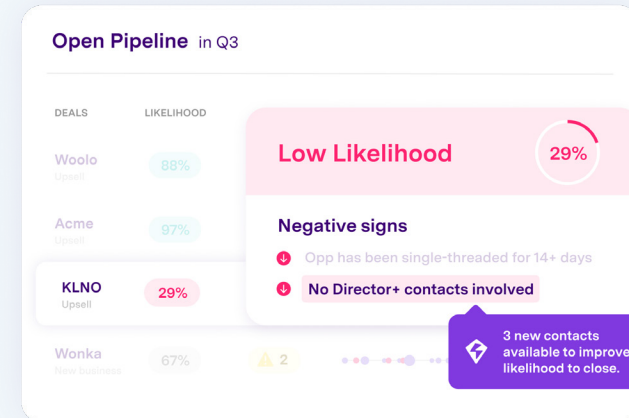 Open Pipeline in Q3
DEALS LIKELIHOOD
Woolo 88%
Upsell
Acme 97%
Upsell
KLNO 29%
Upsell
Wonka 67% 2
New business
Low Likelihood 29%
Negative signs
Opp has been single-threaded for 14+ days
No Director+ contacts involved
3 new contacts
available to improve
likelihood to close.